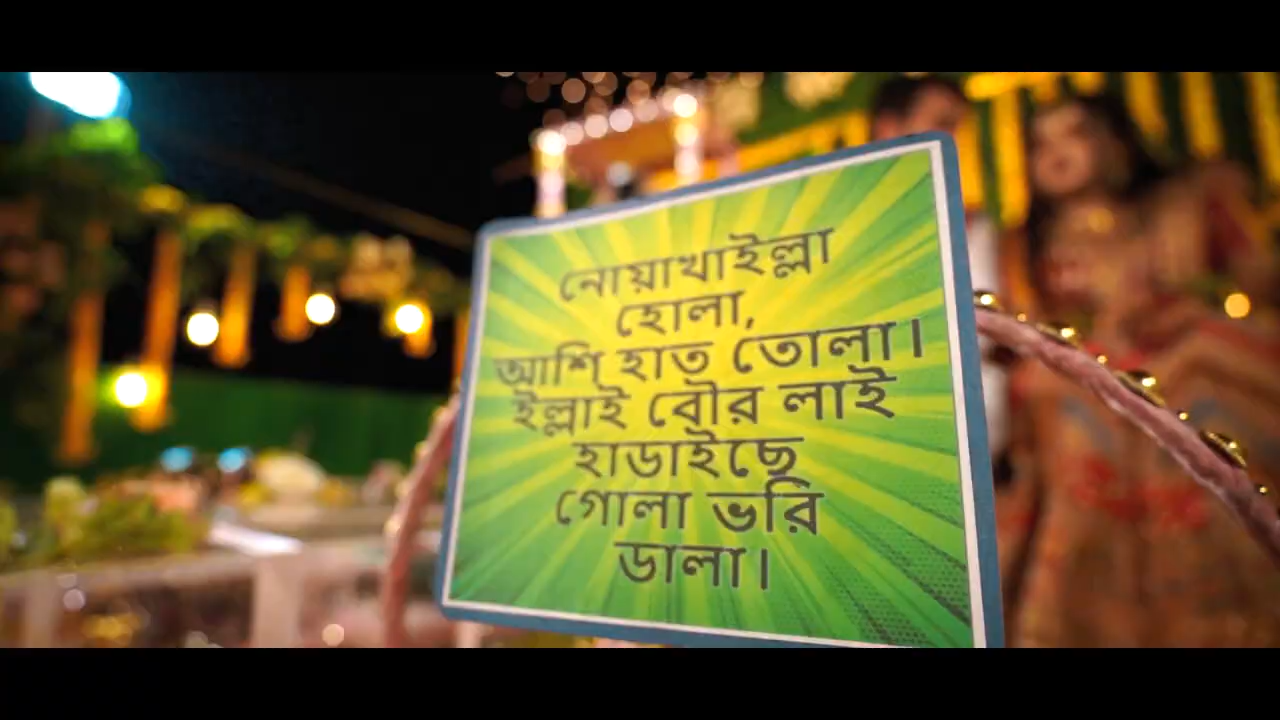 নোয়াখাইল্লা
হোলা,
আশি হাত তোলা।
ইল্লাই বৌর লাই
হাডাইছে
গোলা ভরি
ডালা।